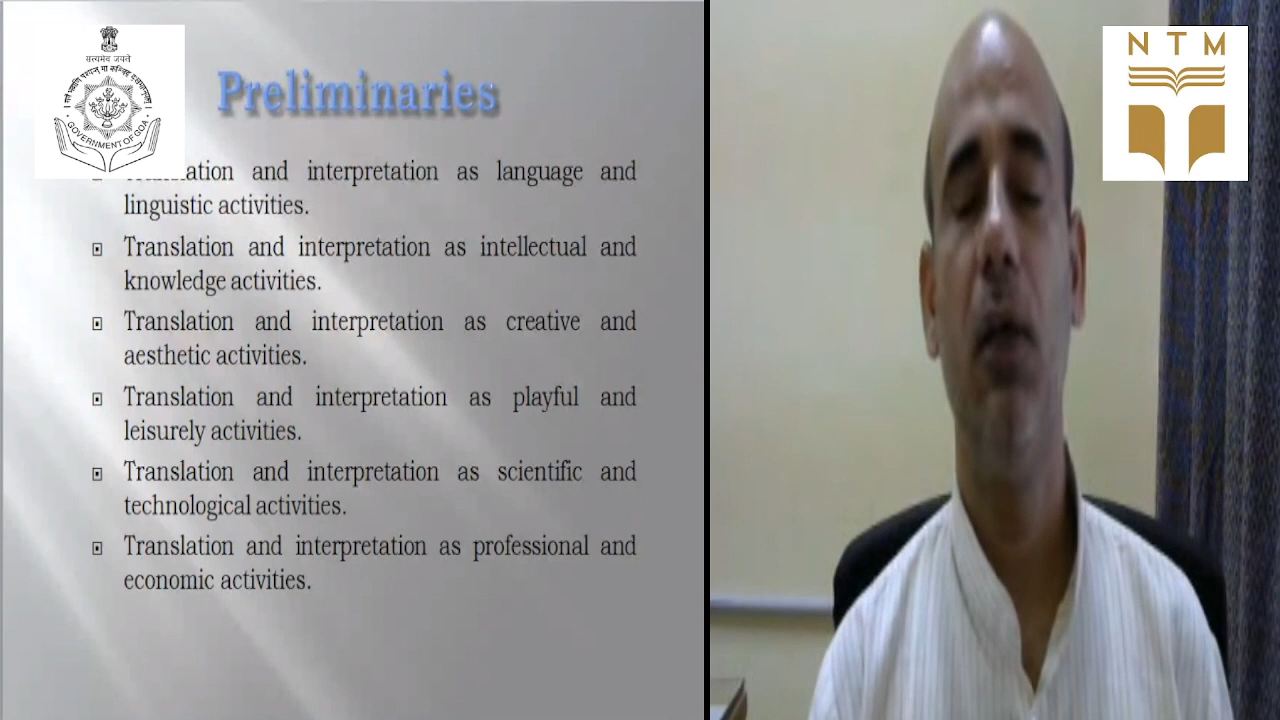 सत्यमेव जयते
GOVERNMENT OF GOA
NTM
Preliminaries
and interpretation as language and
linguistic activities.
Translation and interpretation as intellectual and
knowledge activities.
Translation and interpretation as creative and
aesthetic activities.
Translation and interpretation as playful and
leisurely activities.
Translation and interpretation as scientific and
technological activities.
Translation and interpretation as professional and
economic activities.